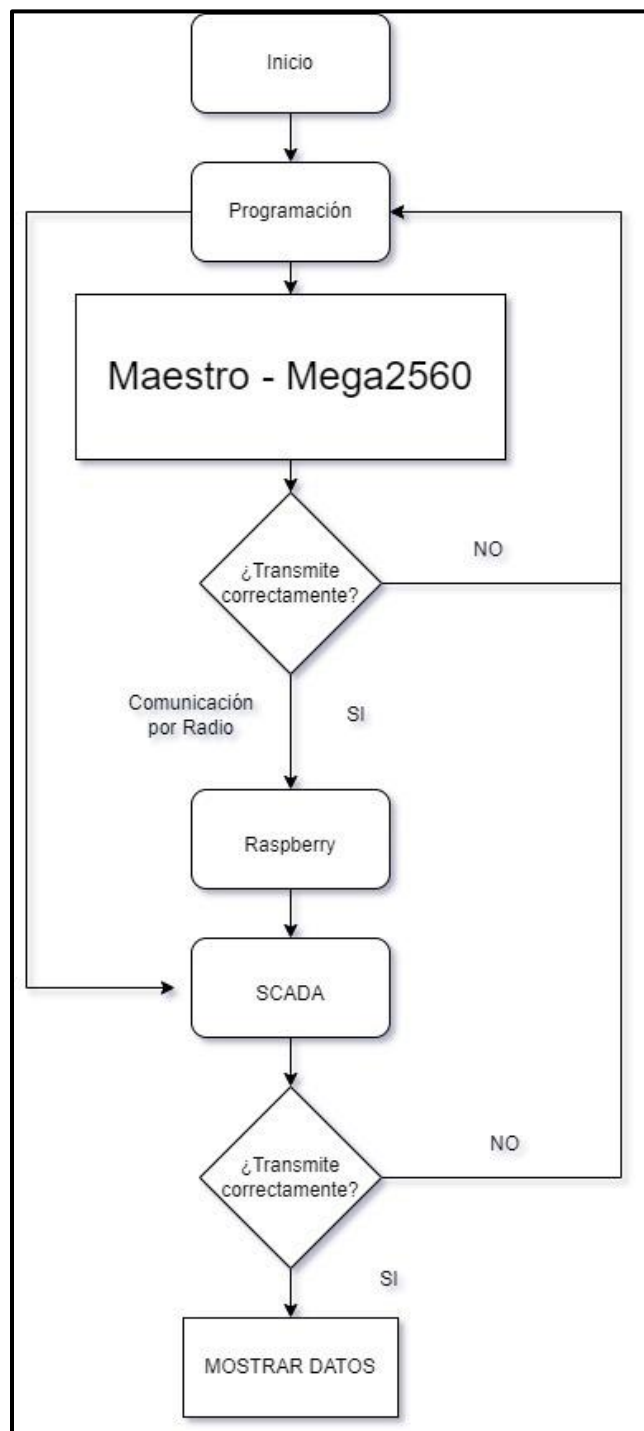 Inicio
Programación
Maestro - Mega2560
¿Transmite
correctamente?
NO
Comunicación
por Radio
SI
Raspberry
SCADA
¿Transmite
correctamente?
NO
SI
MOSTRAR DATOS